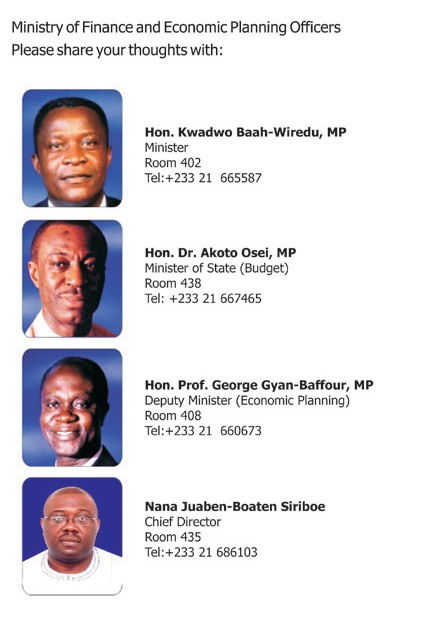 Ministry of Finance and Economic Planning Officers
Please share your thoughts with:
Hon. Kwadwo Baah-Wiredu, MP
Minister
Room 402
Tel:+233 21  665587
Hon. Dr. Akoto Osei, MP
Minister of State (Budget)
Room 438
Tel: +233 21 667465
Hon. Prof. George Gyan-Baffour, MP
Deputy Minister (Economic Planning)
Room 408
Tel:+233 21  660673
Nana Juaben-Boaten Siriboe
Chief Director
Room 435
Tel:+233 21 686103